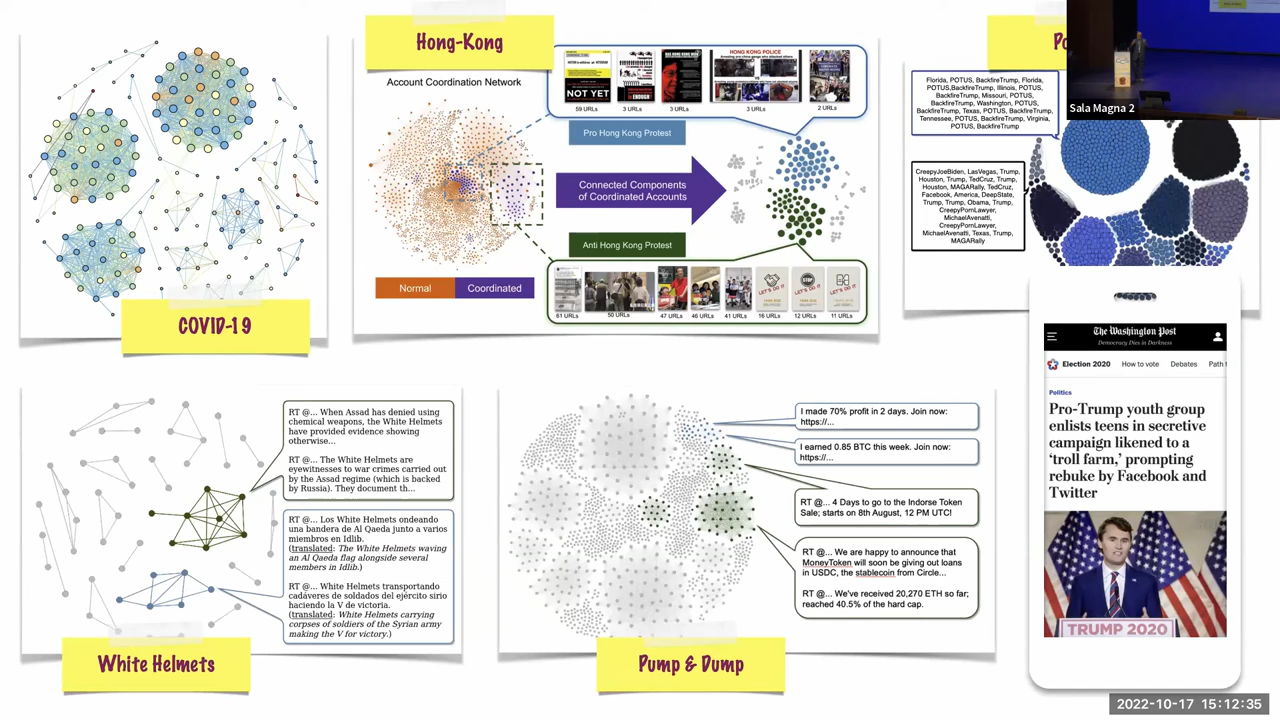 Hong-Kong
Po
Sala Magna 2
Account Coordination Network
NOT YET
ENOUGH
HONG KONG POLICE
VS
59 URLs
3 URLs
3 URLs
3 URLs
2 URLs
Pro Hong Kong Protest
Connected Components
of Coordinated Accounts
Anti Hong Kong Protest
Normal
Coordinated
LET'S DO IT
LET'S DO IT
LET'S DO IT
61 URLs
50 URLs
47 URLs
46 URLs
41 URLs
16 URLs
12 URLs
11 URLs
Florida, POTUS, BackfireTrump, Florida,
POTUS,BackfireTrump, Illinois, POTUS,
BackfireTrump, Missouri, POTUS,
BackfireTrump, Washington, POTUS,
BackfireTrump, Texas, POTUS, BackfireTrump,
Tennessee, POTUS, BackfireTrump, Virginia,
POTUS, BackfireTrump
CreepyJoeBiden, LasVegas, Trump,
Houston, Trump, TedCruz, Trump,
Houston, MAGARally, TedCruz,
Facebook, America, DeepState,
Trump, Trump, Obama, Trump,
CreepyPornLawyer,
MichaelAvenatti,
CreepyPornLawyer,
MichaelAvenatti, Texas, Trump,
MAGARally
COVID-19
The Washington Post
Democracy Dies in Darkness
Election 2020
How to vote
Debates
Path t
Politics
Pro-Trump youth group
enlists teens in secretive
campaign likened to a
‘troll farm,’ prompting
rebuke by Facebook and
Twitter
TRUMP 2020
RT @... When Assad has denied using
chemical weapons, the White Helmets
have provided evidence showing
otherwise...
RT @... The White Helmets are
eyewitnesses to war crimes carried out
by the Assad regime (which is backed
by Russia). They document th...
RT @... Los White Helmets ondeando
una bandera de Al Qaeda junto a varios
miembros en Idlib.
(translated: The White Helmets waving
an Al Qaeda flag alongside several
members in Idlib.)
RT @... White Helmets transportando
cadáveres de soldados del ejército sirio
haciendo la V de victoria.
(translated: White Helmets carrying
corpses of soldiers of the Syrian army
making the V for victory.)
White Helmets
I made 70% profit in 2 days. Join now:
https://...
I earned 0.85 BTC this week. Join now:
https://...
RT @... 4 Days to go to the Indorse Token
Sale; starts on 8th August, 12 PM UTC!
RT @... We are happy to announce that
MoneyToken will soon be giving out loans
in USDC, the stablecoin from Circle...
RT @... We've received 20,270 ETH so far;
reached 40.5% of the hard cap.
Pump & Dump
2022-10-17 15:12:35